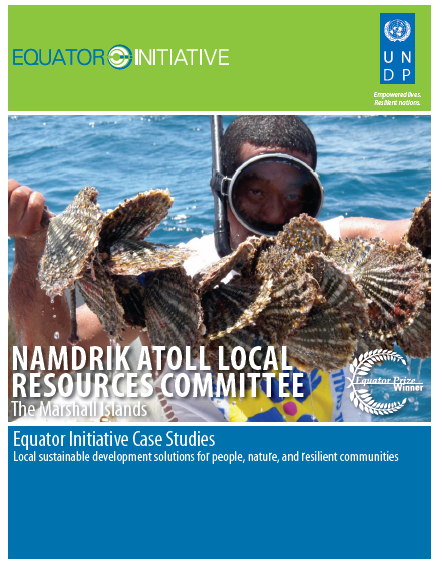 EQUATOR INITIATIVE
U N
D P
Empowered lives.
Resilient nations.
NAMDRIK ATOLL LOCAL
RESOURCES COMMITTEE
The Marshall Islands
Equator Prize
Winner
Equator Initiative Case Studies
Local sustainable development solutions for people, nature, and resilient communities